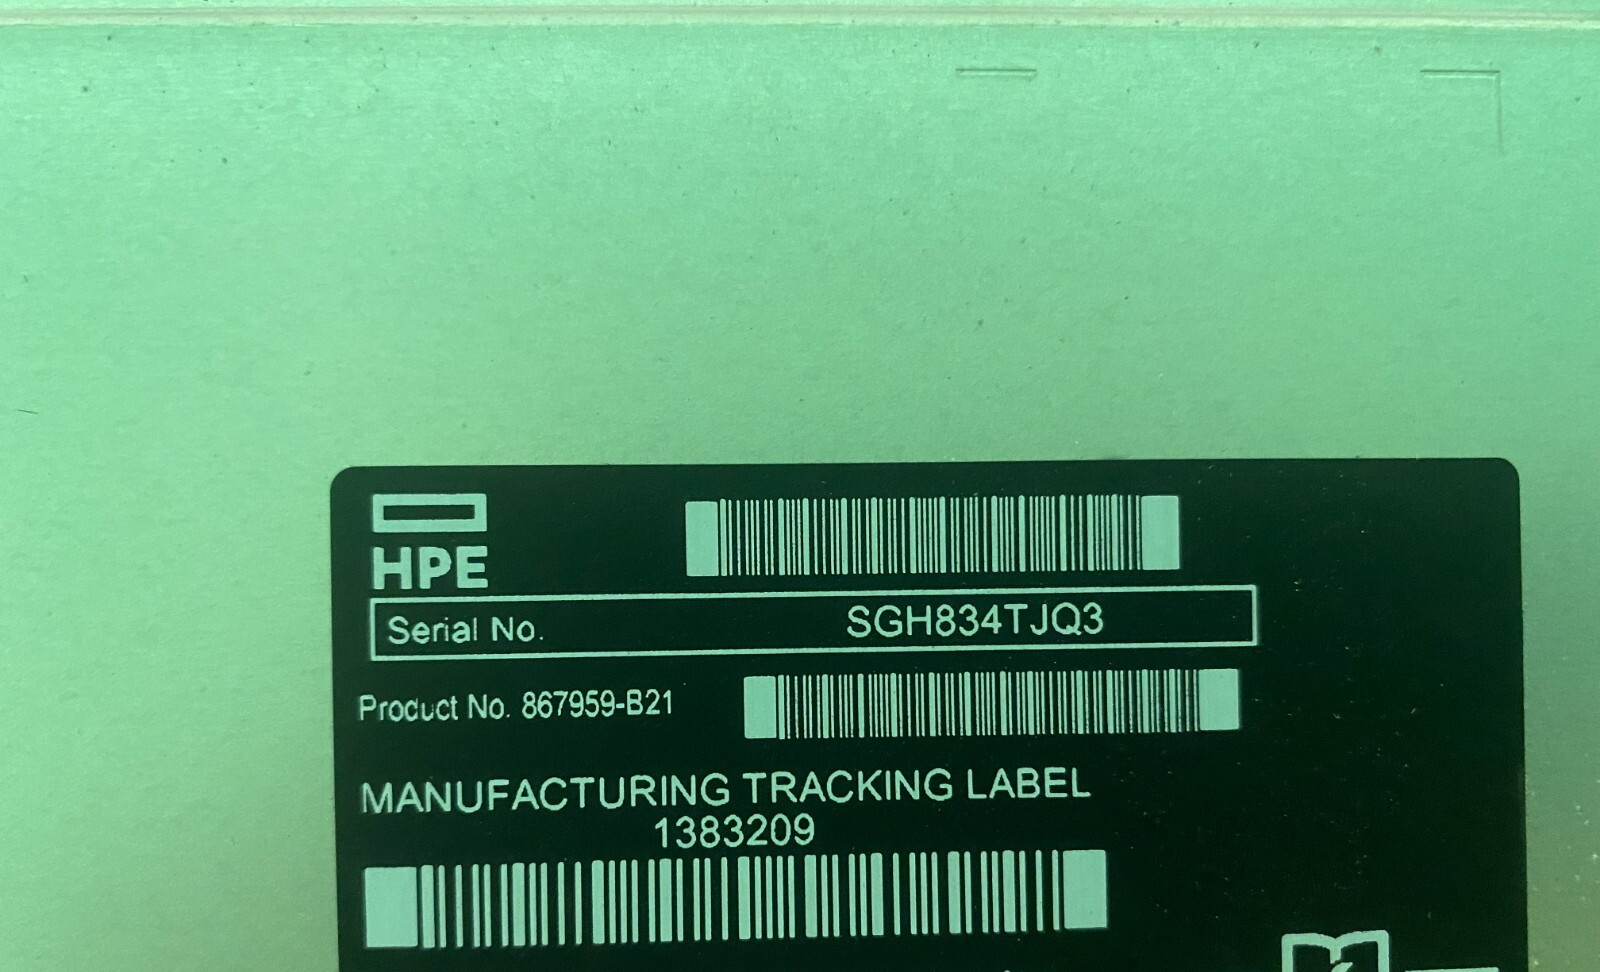 HPE
Serial No. SGH834TJQ3
Product No. 867959-B21
MANUFACTURING TRACKING LABEL
1383209